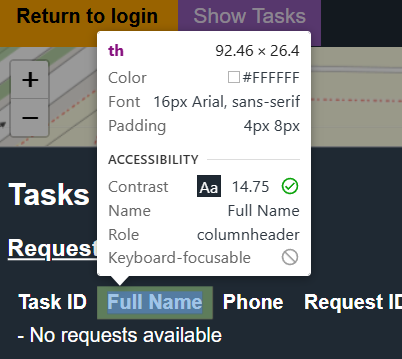 Return to login
Show Tasks
th 92.46 × 26.4
Color #FFFFFF
Font 16px Arial, sans-serif
Padding 4px 8px
ACCESSIBILITY
Contrast Aa 14.75
Name Full Name
Role columnheader
Keyboard-focusable
+
−
Tasks
Task ID Full Name Phone Request
- No requests available